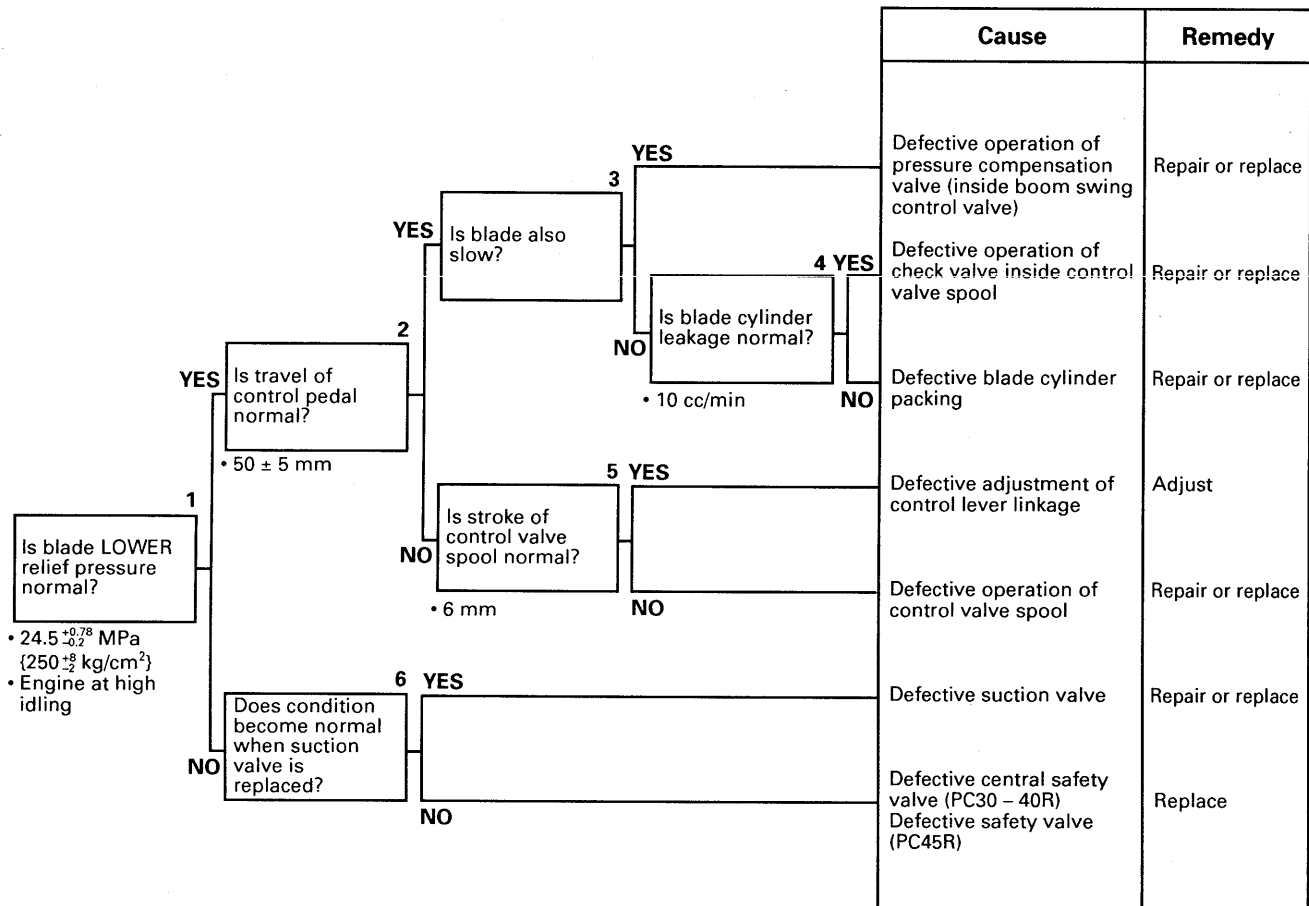 Cause
Remedy
YES
Defective operation of
pressure compensation
valve (inside boom swing
control valve)
Repair or replace
3
YES
Is blade also
slow?
4 YES
Defective operation of
check valve inside control
valve spool
Repair or replace
2
NO
Is blade cylinder
leakage normal?
• 10 cc/min
NO
Defective blade cylinder
packing
Repair or replace
YES
Is travel of
control pedal
normal?
• 50 ± 5 mm
5 YES
Defective adjustment of
control lever linkage
Adjust
1
NO
Is stroke of
control valve
spool normal?
• 6 mm
NO
Defective operation of
control valve spool
Repair or replace
Is blade LOWER
relief pressure
normal?
• 24.5 +0.78 -0.2 MPa
{250 +8 -2 kg/cm²}
• Engine at high
idling
6 YES
Defective suction valve
Repair or replace
NO
Does condition
become normal
when suction
valve is
replaced?
NO
Defective central safety
valve (PC30 – 40R)
Defective safety valve
(PC45R)
Replace